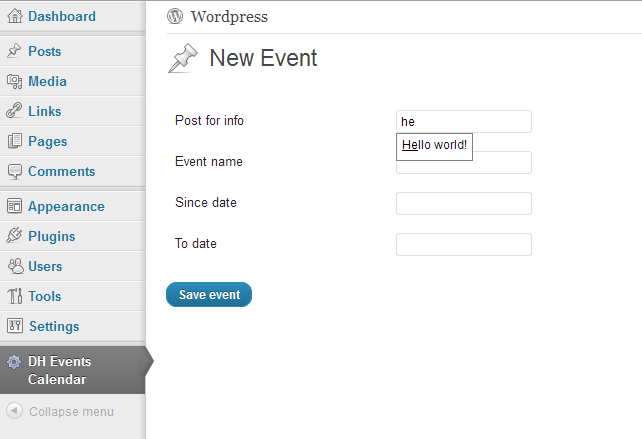 Dashboard
Posts
Media
Links
Pages
Comments
Appearance
Plugins
Users
Tools
Settings
DH Events
Calendar
Collapse menu
Wordpress
New Event
Post for info
he
Hello world!
Event name
Since date
To date
Save event